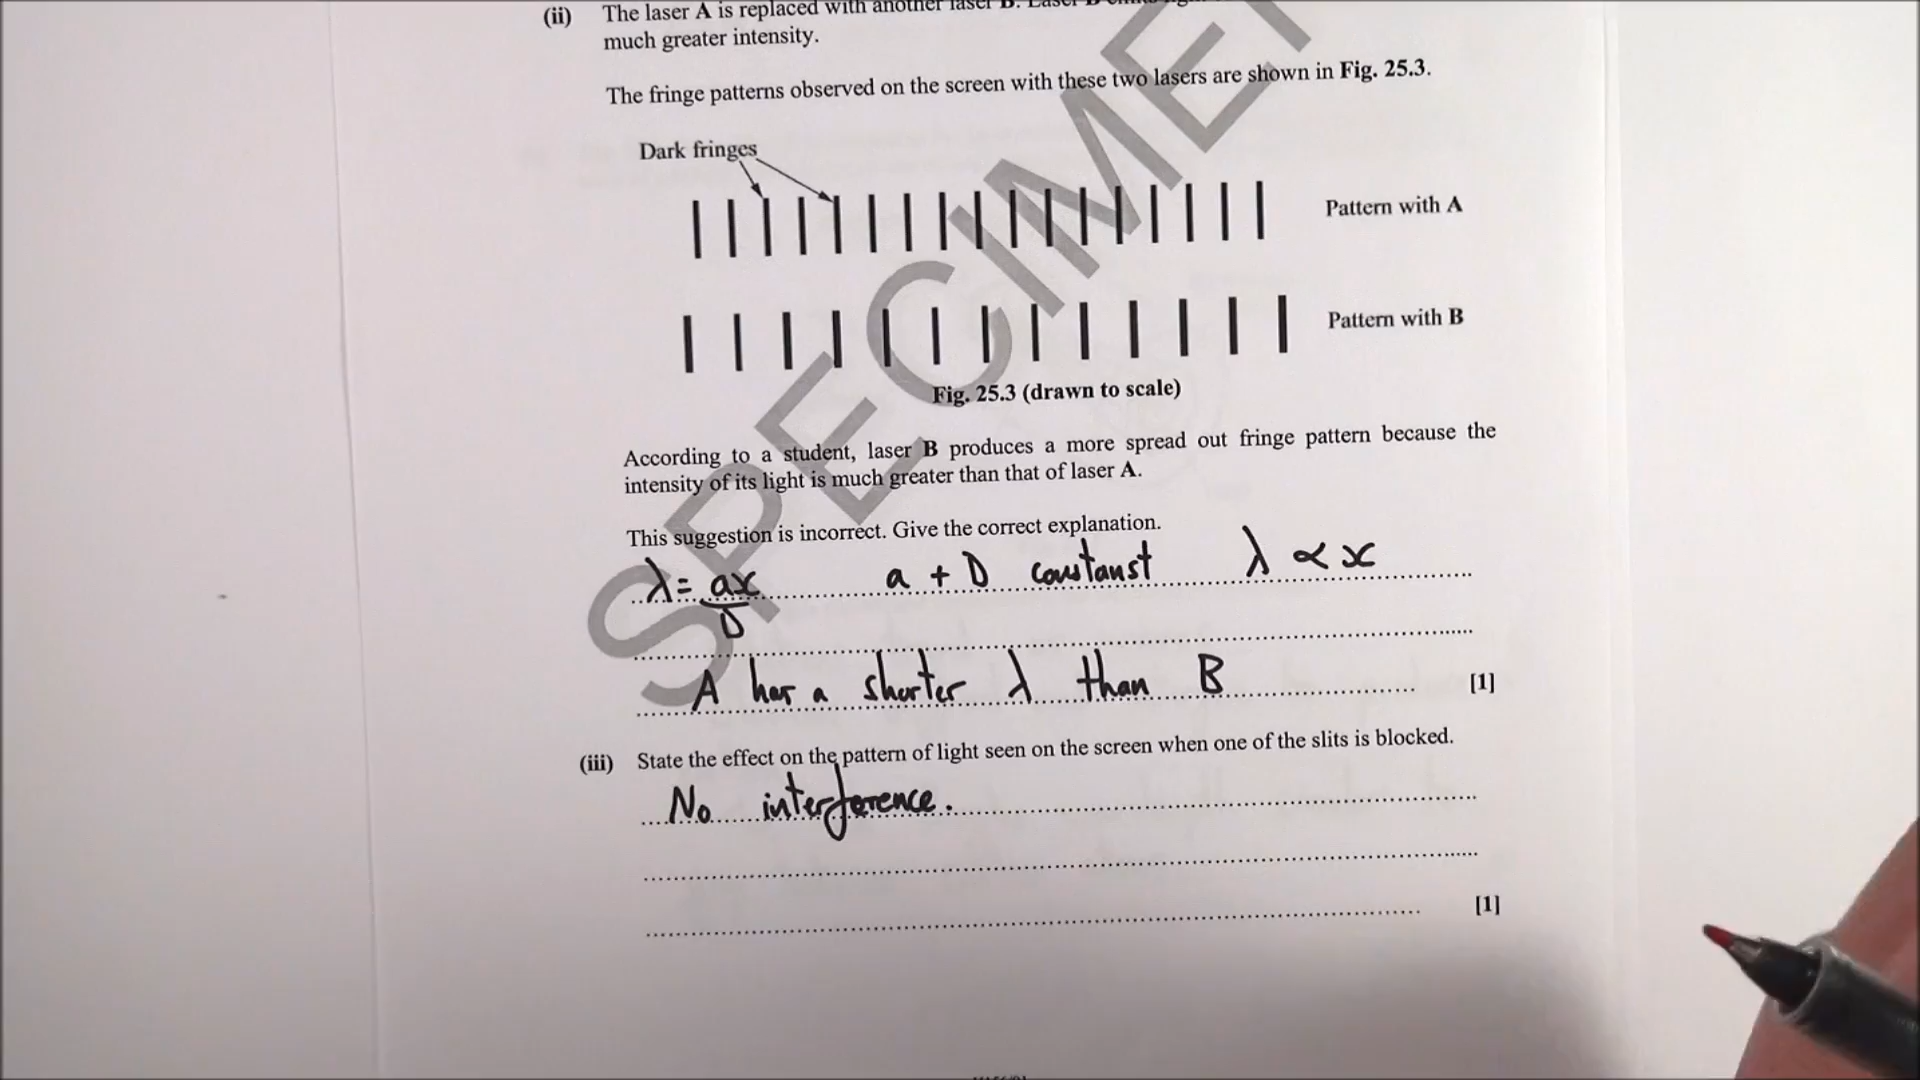 (ii) The laser A is replaced with another laser B. Laser B emits
much greater intensity.
The fringe patterns observed on the screen with these two lasers are shown in Fig. 25.3.
Dark fringes
Pattern with A
Pattern with B
Fig. 25.3 (drawn to scale)
According to a student, laser B produces a more spread out fringe pattern because the
intensity of its light is much greater than that of laser A.
This suggestion is incorrect. Give the correct explanation.
λ = ax/D a + D constanst λ ∝ x
A has a shorter λ than B [1]
(iii) State the effect on the pattern of light seen on the screen when one of the slits is blocked.
No interference.
[1]
SPECIMEN